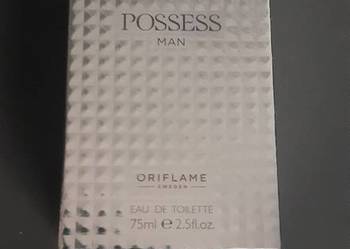 POSSESS
MAN
ORIFLAME
SWEDEN
EAU DE TOILETTE
75ml ℮ 2.5fl.oz.